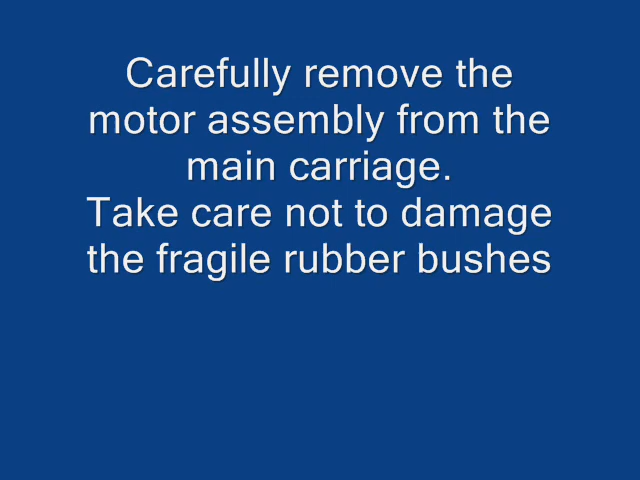 Carefully remove the
motor assembly from the
main carriage.
Take care not to damage
the fragile rubber bushes